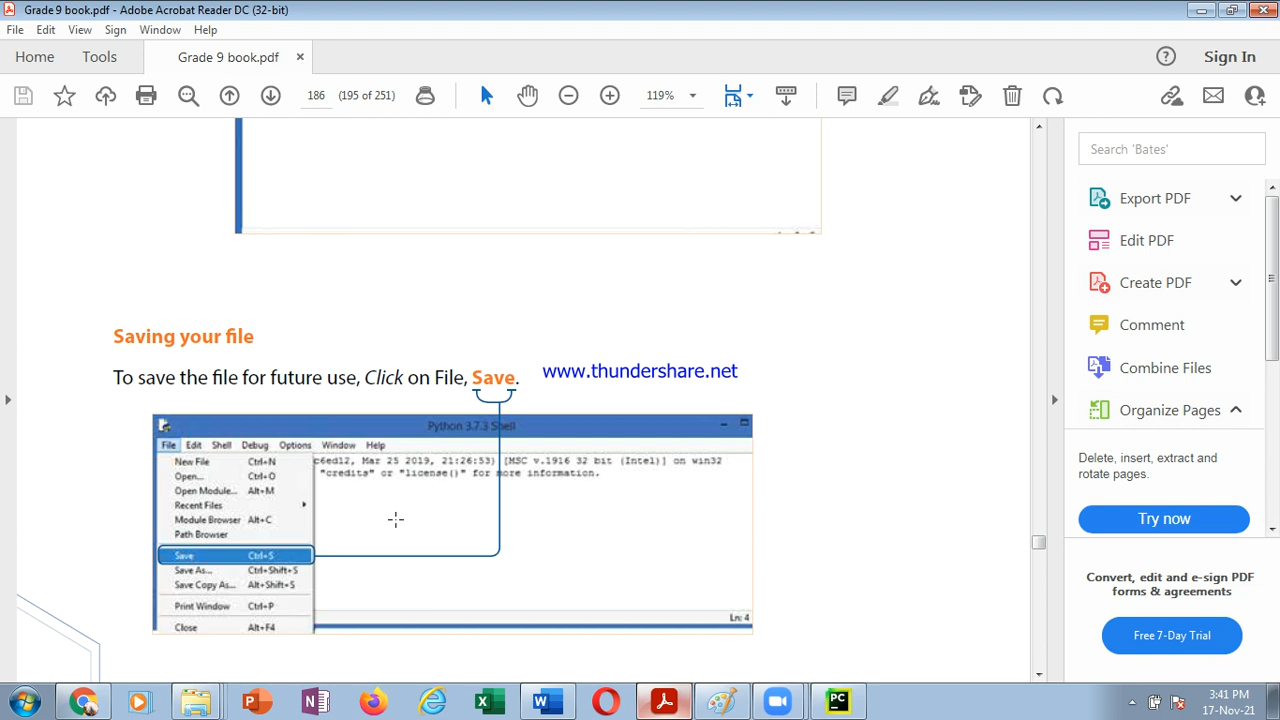 Grade 9 book.pdf - Adobe Acrobat Reader DC (32-bit)
File Edit View Sign Window Help
Home Tools Grade 9 book.pdf × Sign In
186 (195 of 251) 119%
Search 'Bates'
Export PDF
Edit PDF
Create PDF
Comment
Combine Files
Organize Pages
Delete, insert, extract and
rotate pages.
Try now
Convert, edit and e-sign PDF
forms & agreements
Free 7-Day Trial
Saving your file
To save the file for future use, Click on File, Save.
www.thundershare.net
Python 3.7.3 Shell
File Edit Shell Debug Options Window Help
New File Ctrl+N
c6ed12, Mar 25 2019, 21:26:53) [MSC v.1916 32 bit (Intel)] on win32
Open... Ctrl+O
"credits" or "license()" for more information.
Open Module... Alt+M
Recent Files
Module Browser Alt+C
Path Browser
Save Ctrl+S
Save As... Ctrl+Shift+S
Save Copy As... Alt+Shift+S
Print Window Ctrl+P
Close Alt+F4
Ln: 4
3:41 PM
17-Nov-21